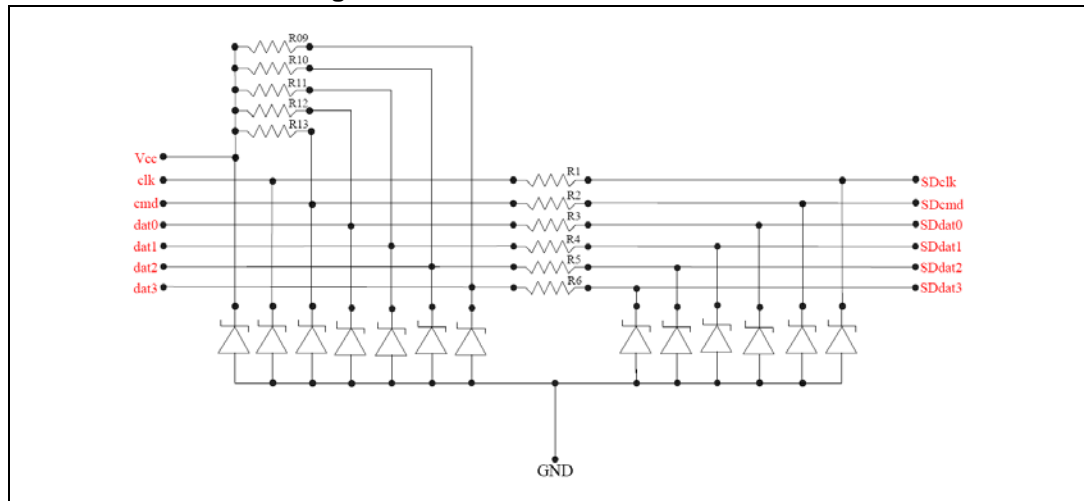 R09
R10
R11
R12
R13
Vcc
clk R1 SDclk
cmd R2 SDcmd
dat0 R3 SDdat0
dat1 R4 SDdat1
dat2 R5 SDdat2
dat3 R6 SDdat3
GND